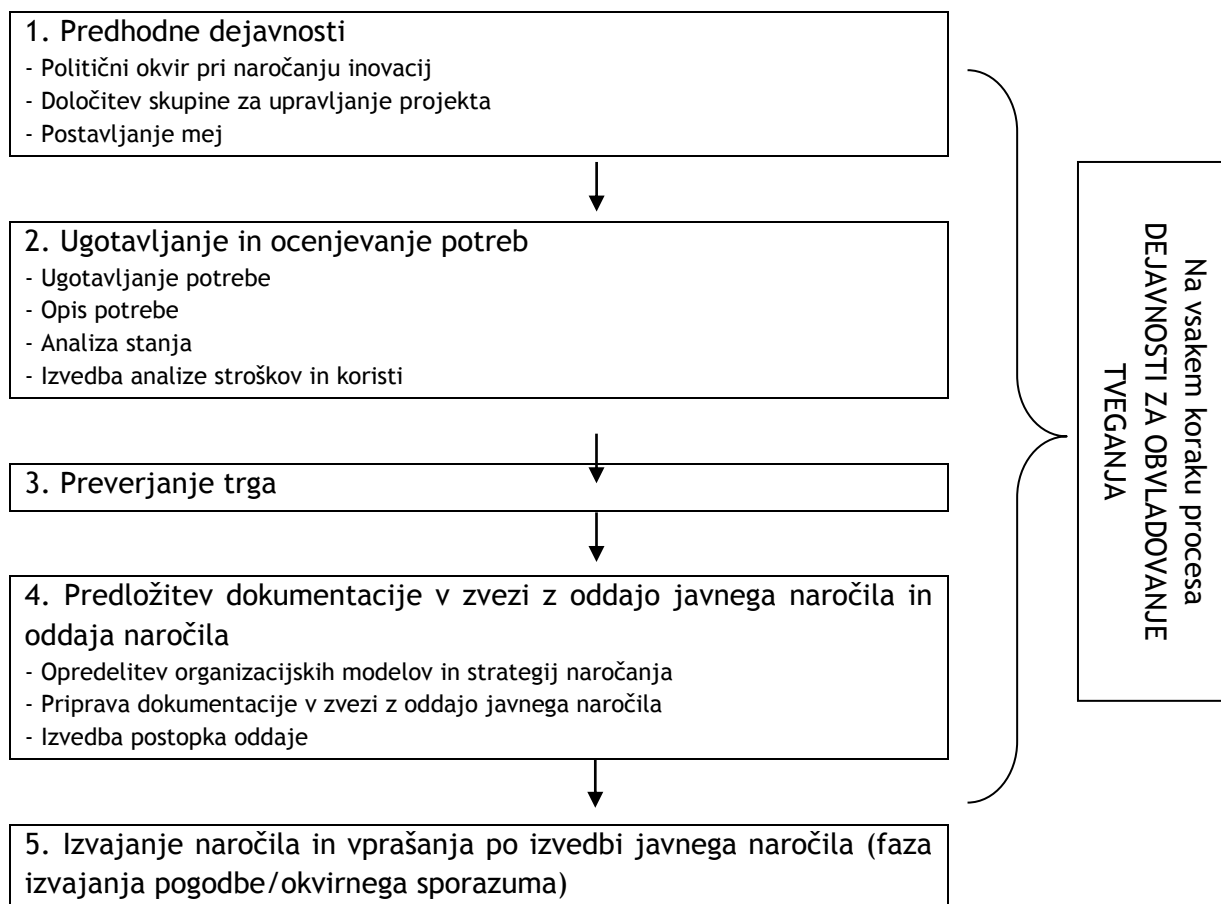 1. Predhodne dejavnosti
- Politični okvir pri naročanju inovacij
- Določitev skupine za upravljanje projekta
- Postavljanje mej
2. Ugotavljanje in ocenjevanje potreb
- Ugotavljanje potrebe
- Opis potrebe
- Analiza stanja
- Izvedba analize stroškov in koristi
3. Preverjanje trga
4. Predložitev dokumentacije v zvezi z oddajo javnega naročila in
oddaja naročila
- Opredelitev organizacijskih modelov in strategij naročanja
- Priprava dokumentacije v zvezi z oddajo javnega naročila
- Izvedba postopka oddaje
5. Izvajanje naročila in vprašanja po izvedbi javnega naročila (faza
izvajanja pogodbe/okvirnega sporazuma)
Na vsakem koraku procesa
DEJAVNOSTI ZA OBVLADOVANJE
TVEGANJA